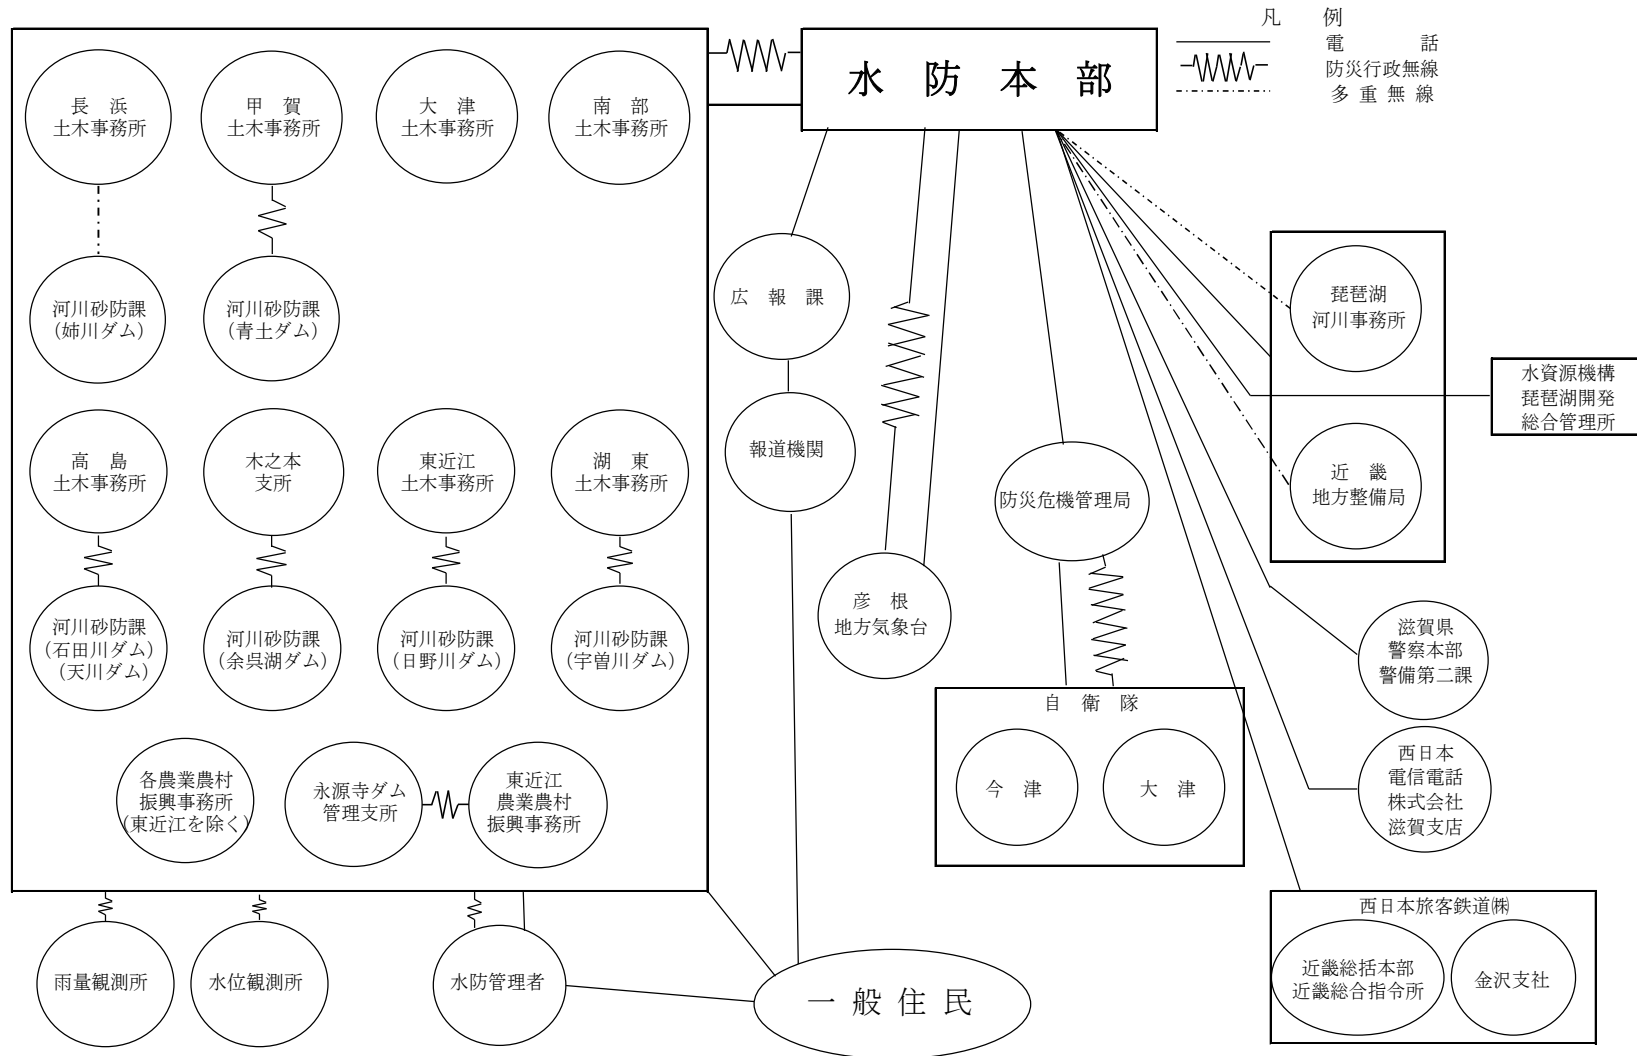 凡　例
電　話
防災行政無線
多重無線
水防本部
長　浜
土木事務所
甲　賀
土木事務所
大　津
土木事務所
南　部
土木事務所
河川砂防課
(姉川ダム)
河川砂防課
(青土ダム)
広　報　課
琵琶湖
河川事務所
水資源機構
琵琶湖開発
総合管理所
高　島
土木事務所
木之本
支所
東近江
土木事務所
湖　東
土木事務所
報道機関
防災危機管理局
近　畿
地方整備局
河川砂防課
(石田川ダム)
(天川ダム)
河川砂防課
(余呉湖ダム)
河川砂防課
(日野川ダム)
河川砂防課
(宇曽川ダム)
彦　根
地方気象台
滋賀県
警察本部
警備第二課
自　衛　隊
今　津
大　津
西日本
電信電話
株式会社
滋賀支店
各農業農村
振興事務所
(東近江を除く)
永源寺ダム
管理支所
東近江
農業農村
振興事務所
西日本旅客鉄道㈱
近畿総括本部
近畿総合指令所
金沢支社
雨量観測所
水位観測所
水防管理者
一般住民